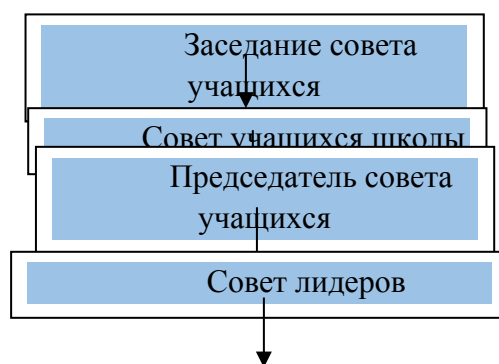 Заседание совета
учащихся
Совет учащихся школы
Председатель совета
учащихся
Совет лидеров